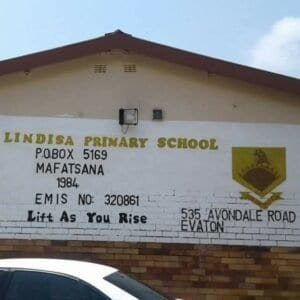 LINDISA PRIMARY SCHOOL
P.O.BOX 5169
MAFATSANA
1984
EMIS NO: 320861
Lift As You Rise
535 AVONDALE ROAD
EVATON